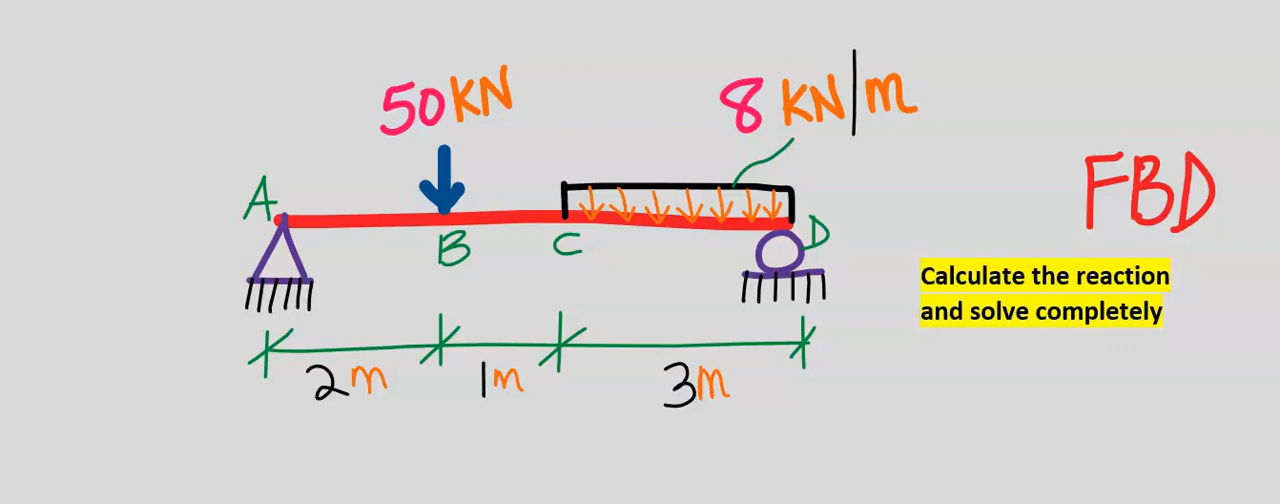 50KN
8 KN|m
A
B
C
D
FBD
Calculate the reaction
and solve completely
2m
1m
3m